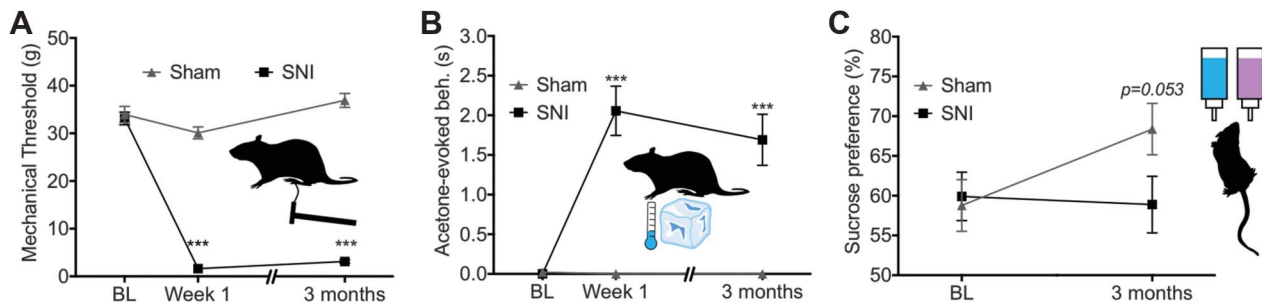 A
Mechanical Threshold (g)
50
40
30
20
10
0
Sham
SNI
***
***
BL
Week 1
3 months
B
Acetone-evoked beh. (s)
3.0
2.5
2.0
1.5
1.0
0.5
0.0
Sham
SNI
***
***
BL
Week 1
3 months
C
Sucrose preference (%)
80
75
70
65
60
55
50
Sham
SNI
p=0.053
BL
3 months